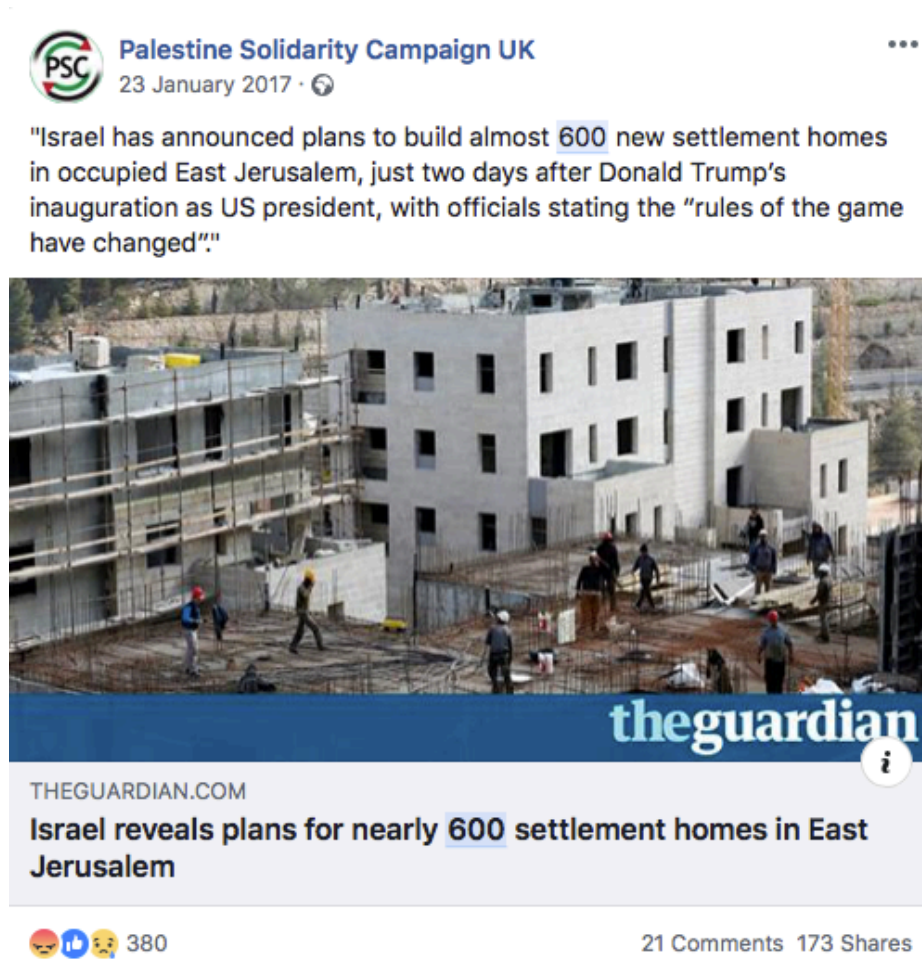 PSC
Palestine Solidarity Campaign UK
23 January 2017 ·
"Israel has announced plans to build almost 600 new settlement homes
in occupied East Jerusalem, just two days after Donald Trump’s
inauguration as US president, with officials stating the “rules of the game
have changed”."
theguardian
i
THEGUARDIAN.COM
Israel reveals plans for nearly 600 settlement homes in East
Jerusalem
380
21 Comments 173 Shares